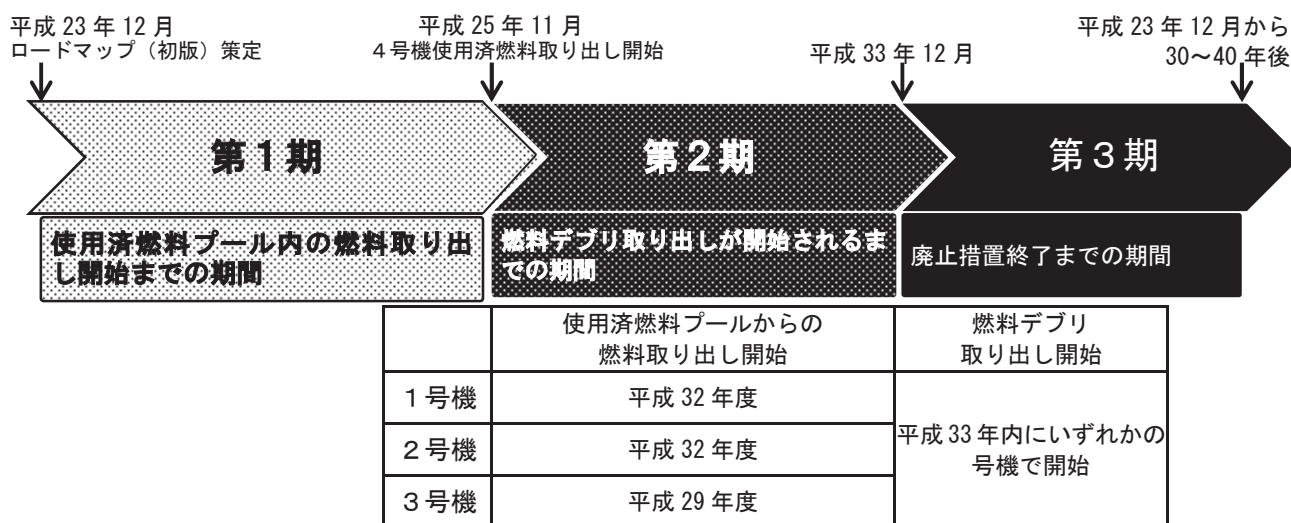 平成 23 年 12 月
ロードマップ（初版）策定
平成 25 年 11 月
４号機使用済燃料取り出し開始
平成 33 年 12 月
平成 23 年 12 月から
30～40 年後
第１期
第２期
第３期
使用済燃料プール内の燃料取り出
し開始までの期間
燃料デブリ取り出しが開始されるま
での期間
廃止措置終了までの期間
使用済燃料プールからの
燃料取り出し開始
燃料デブリ
取り出し開始
１号機
平成 32 年度
２号機
平成 32 年度
３号機
平成 29 年度
平成 33 年内にいずれかの
号機で開始